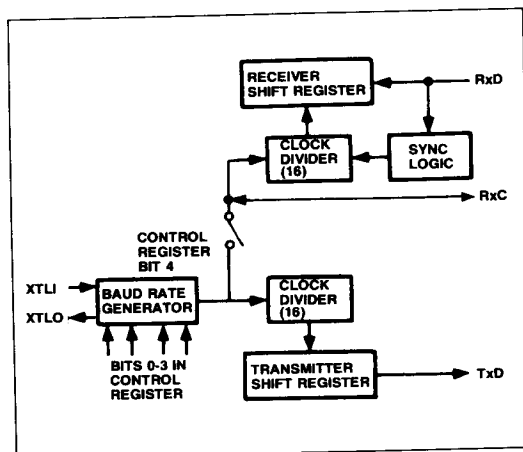 RECEIVER
SHIFT REGISTER
RxD
CLOCK
DIVIDER
(16)
SYNC
LOGIC
RxC
CONTROL
REGISTER
BIT 4
XTLI
XTLO
BAUD RATE
GENERATOR
CLOCK
DIVIDER
(16)
BITS 0-3 IN
CONTROL
REGISTER
TRANSMITTER
SHIFT REGISTER
TxD